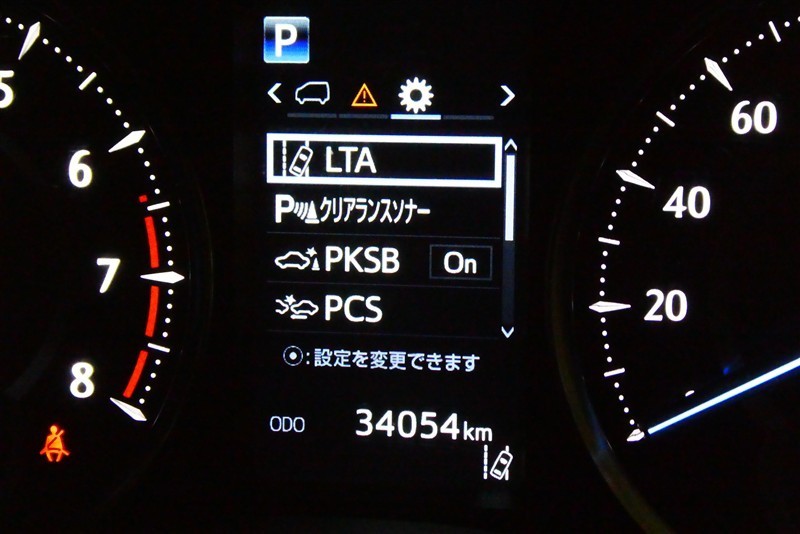 P
LTA
P クリアランスソナー
PKSB On
PCS
:設定を変更できます
ODO 34054km
5
6
7
8
60
40
20